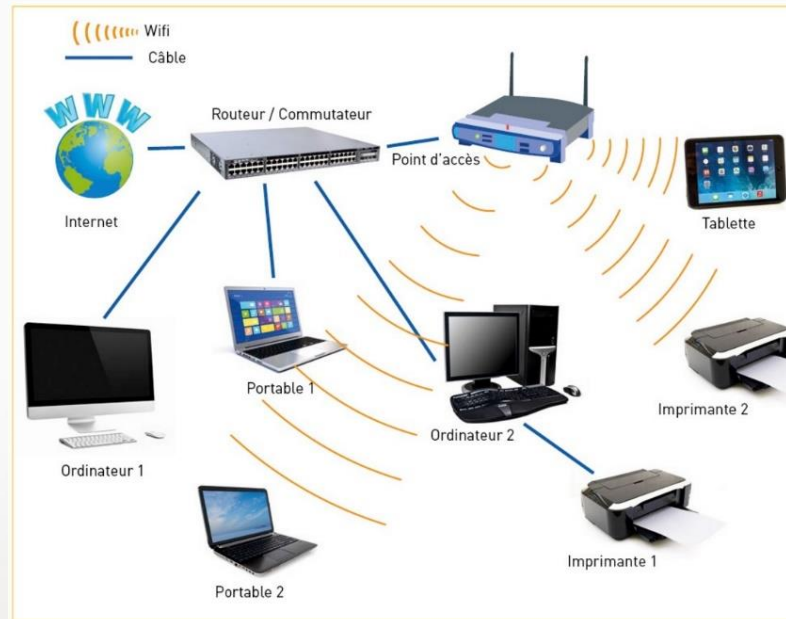 Wifi
Câble
WWW
Routeur / Commutateur
Point d'accès
Internet
Tablette
Portable 1
Imprimante 2
Ordinateur 2
Ordinateur 1
Imprimante 1
Portable 2